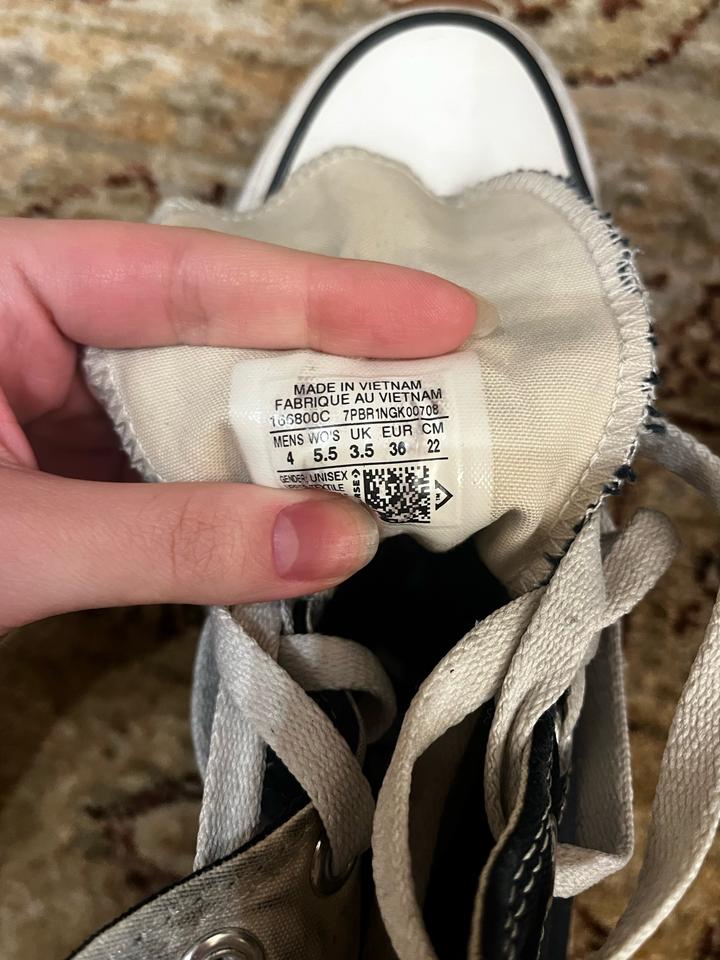 MADE IN VIETNAM
FABRIQUE AU VIETNAM
166800C 7PBR1NGK00708
MENS WO'S UK EUR CM
4 5.5 3.5 36 22
GENDER, UNISEX
TEXTILE